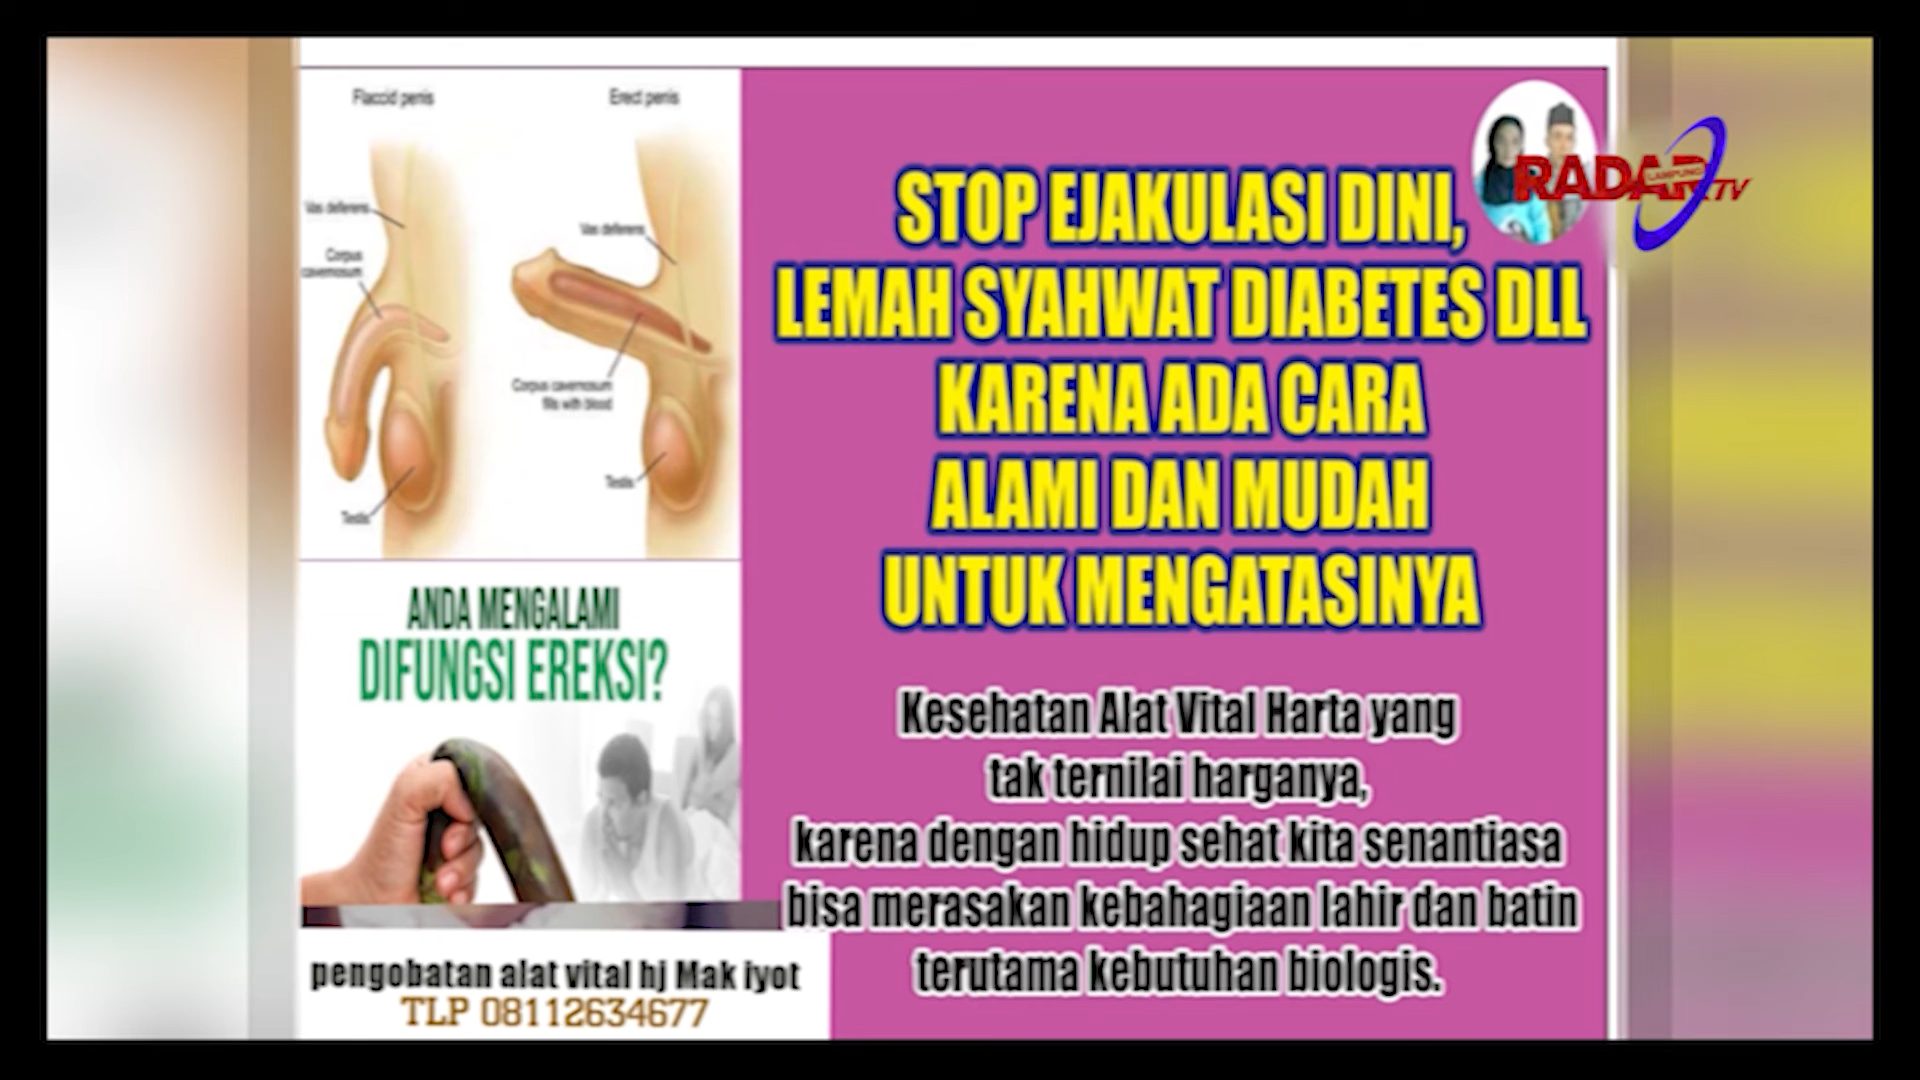 Flaccid penis
Erect penis
Vas deferens
Corpus
cavernosum
Testis
Vas deferens
Corpus cavernosum
fills with blood
Testis
ANDA MENGALAMI
DIFUNGSI EREKSI?
pengobatan alat vital hj Mak iyot
TLP 08112634677
RADAR TV
LAMPUNG
STOP EJAKULASI DINI,
LEMAH SYAHWAT DIABETES DLL
KARENA ADA CARA
ALAMI DAN MUDAH
UNTUK MENGATASINYA
Kesehatan Alat Vital Harta yang
tak ternilai harganya,
karena dengan hidup sehat kita senantiasa
bisa merasakan kebahagiaan lahir dan batin
terutama kebutuhan biologis.